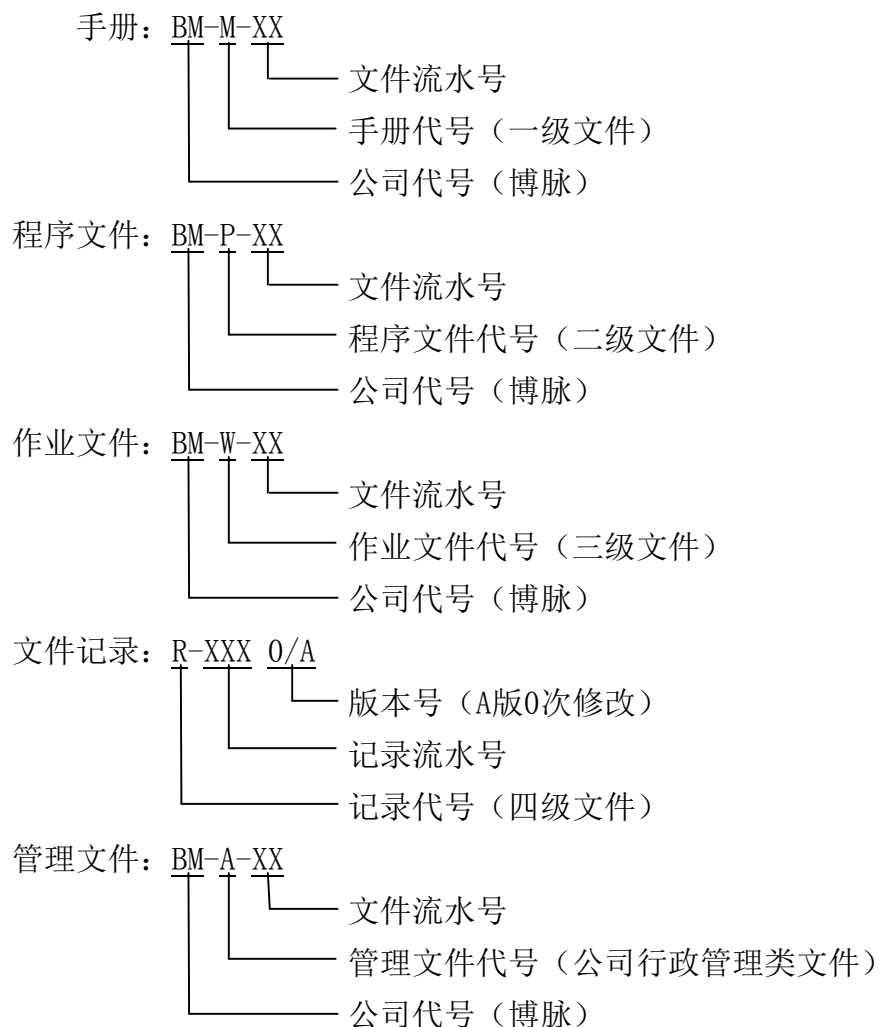 手册：BM-M-XX
文件流水号
手册代号（一级文件）
公司代号（博脉）
程序文件：BM-P-XX
文件流水号
程序文件代号（二级文件）
公司代号（博脉）
作业文件：BM-W-XX
文件流水号
作业文件代号（三级文件）
公司代号（博脉）
文件记录：R-XXX 0/A
版本号（A版0次修改）
记录流水号
记录代号（四级文件）
管理文件：BM-A-XX
文件流水号
管理文件代号（公司行政管理类文件）
公司代号（博脉）